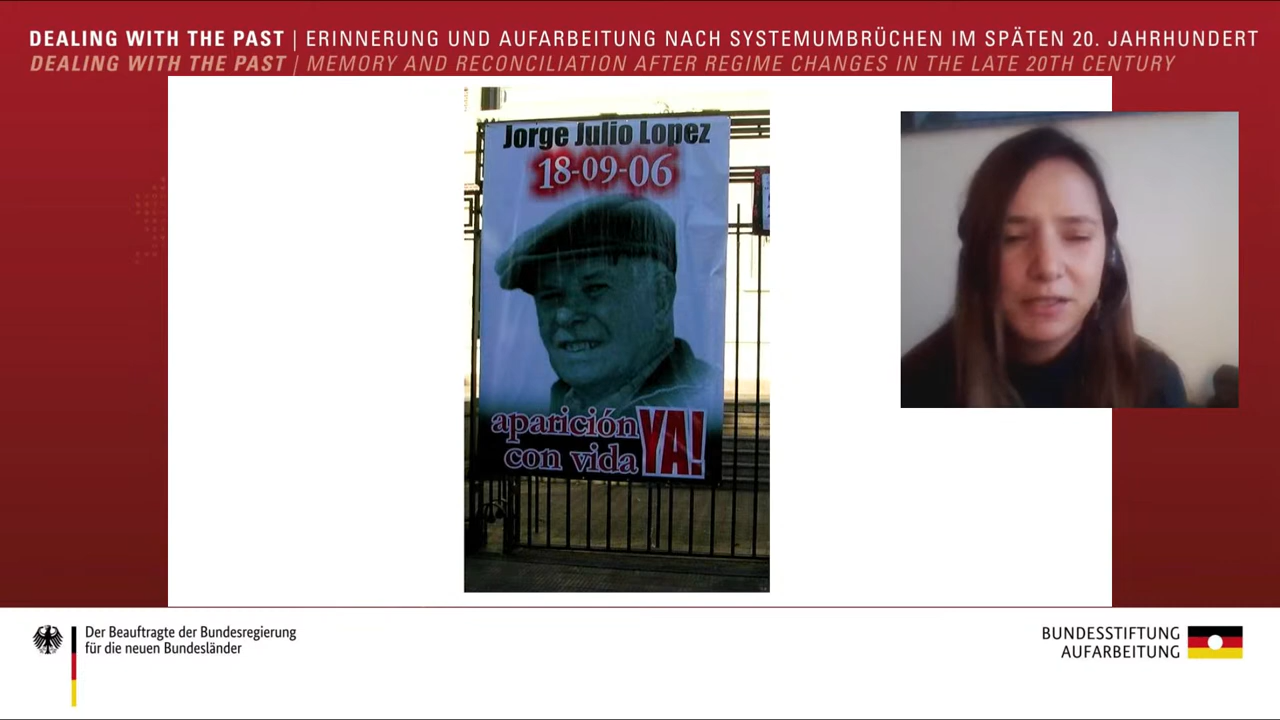 DEALING WITH THE PAST | ERINNERUNG UND AUFARBEITUNG NACH SYSTEMUMBRÜCHEN IM SPÄTEN 20. JAHRHUNDERT
DEALING WITH THE PAST | MEMORY AND RECONCILIATION AFTER REGIME CHANGES IN THE LATE 20TH CENTURY
Jorge Julio Lopez
18-09-06
aparición
con vida
YA!
Der Beauftragte der Bundesregierung
für die neuen Bundesländer
BUNDESSTIFTUNG
AUFARBEITUNG